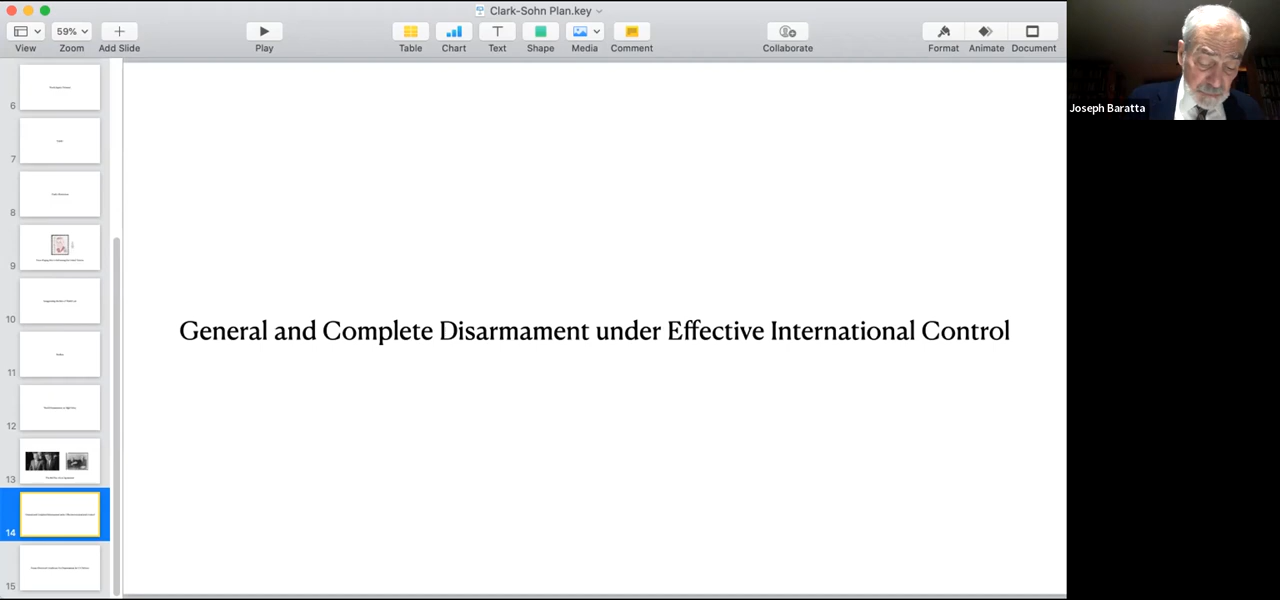 Clark-Sohn Plan.key
59%
View
Zoom
Add Slide
Play
Table
Chart
Text
Shape
Media
Comment
Collaborate
Format
Animate
Document
Joseph Baratta
General and Complete Disarmament under Effective International Control
6
7
8
9
10
11
12
13
14
15